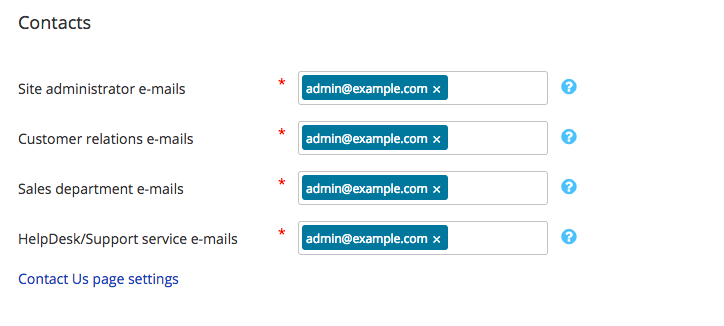 Contacts
Site administrator e-mails * admin@example.com × ?
Customer relations e-mails * admin@example.com × ?
Sales department e-mails * admin@example.com × ?
HelpDesk/Support service e-mails * admin@example.com × ?
Contact Us page settings